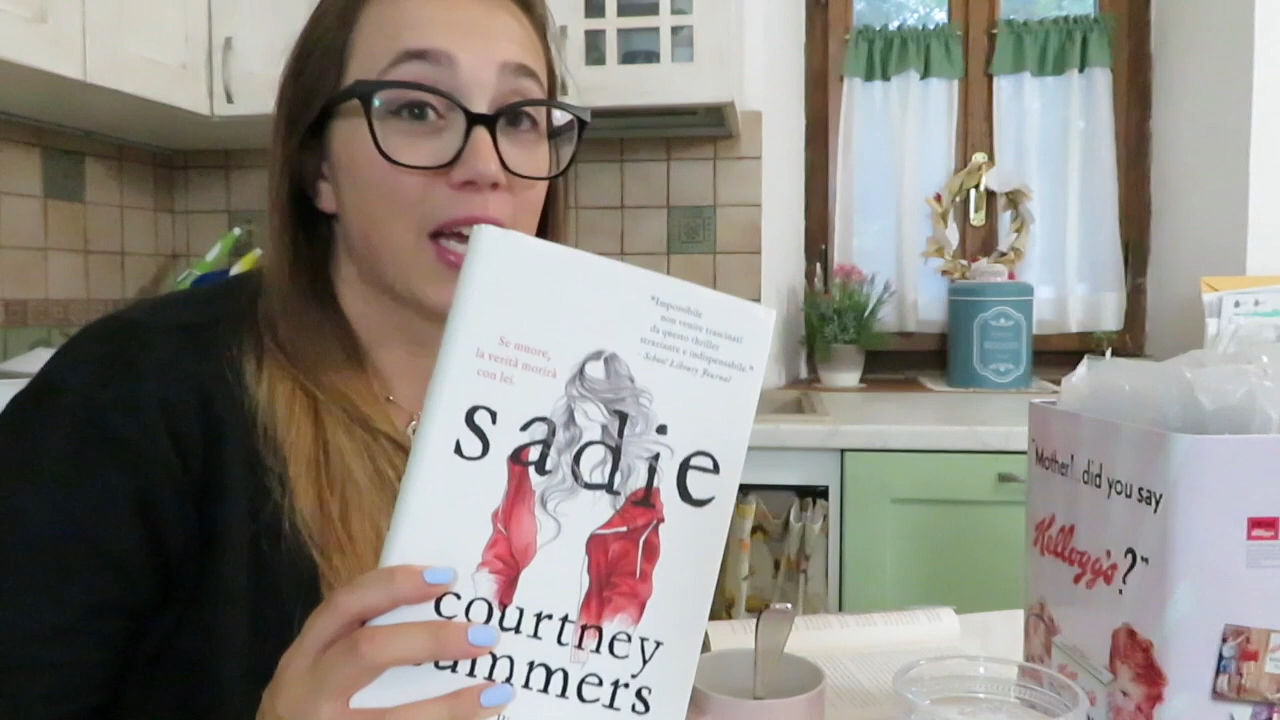 "Impossibile
non venire trascinati
da questo thriller
straziante e indispensabile."
- School Library Journal
Se muore,
la verità morirà
con lei.
sadie
courtney
summers
"Mother! did you say
Kellogg's?"